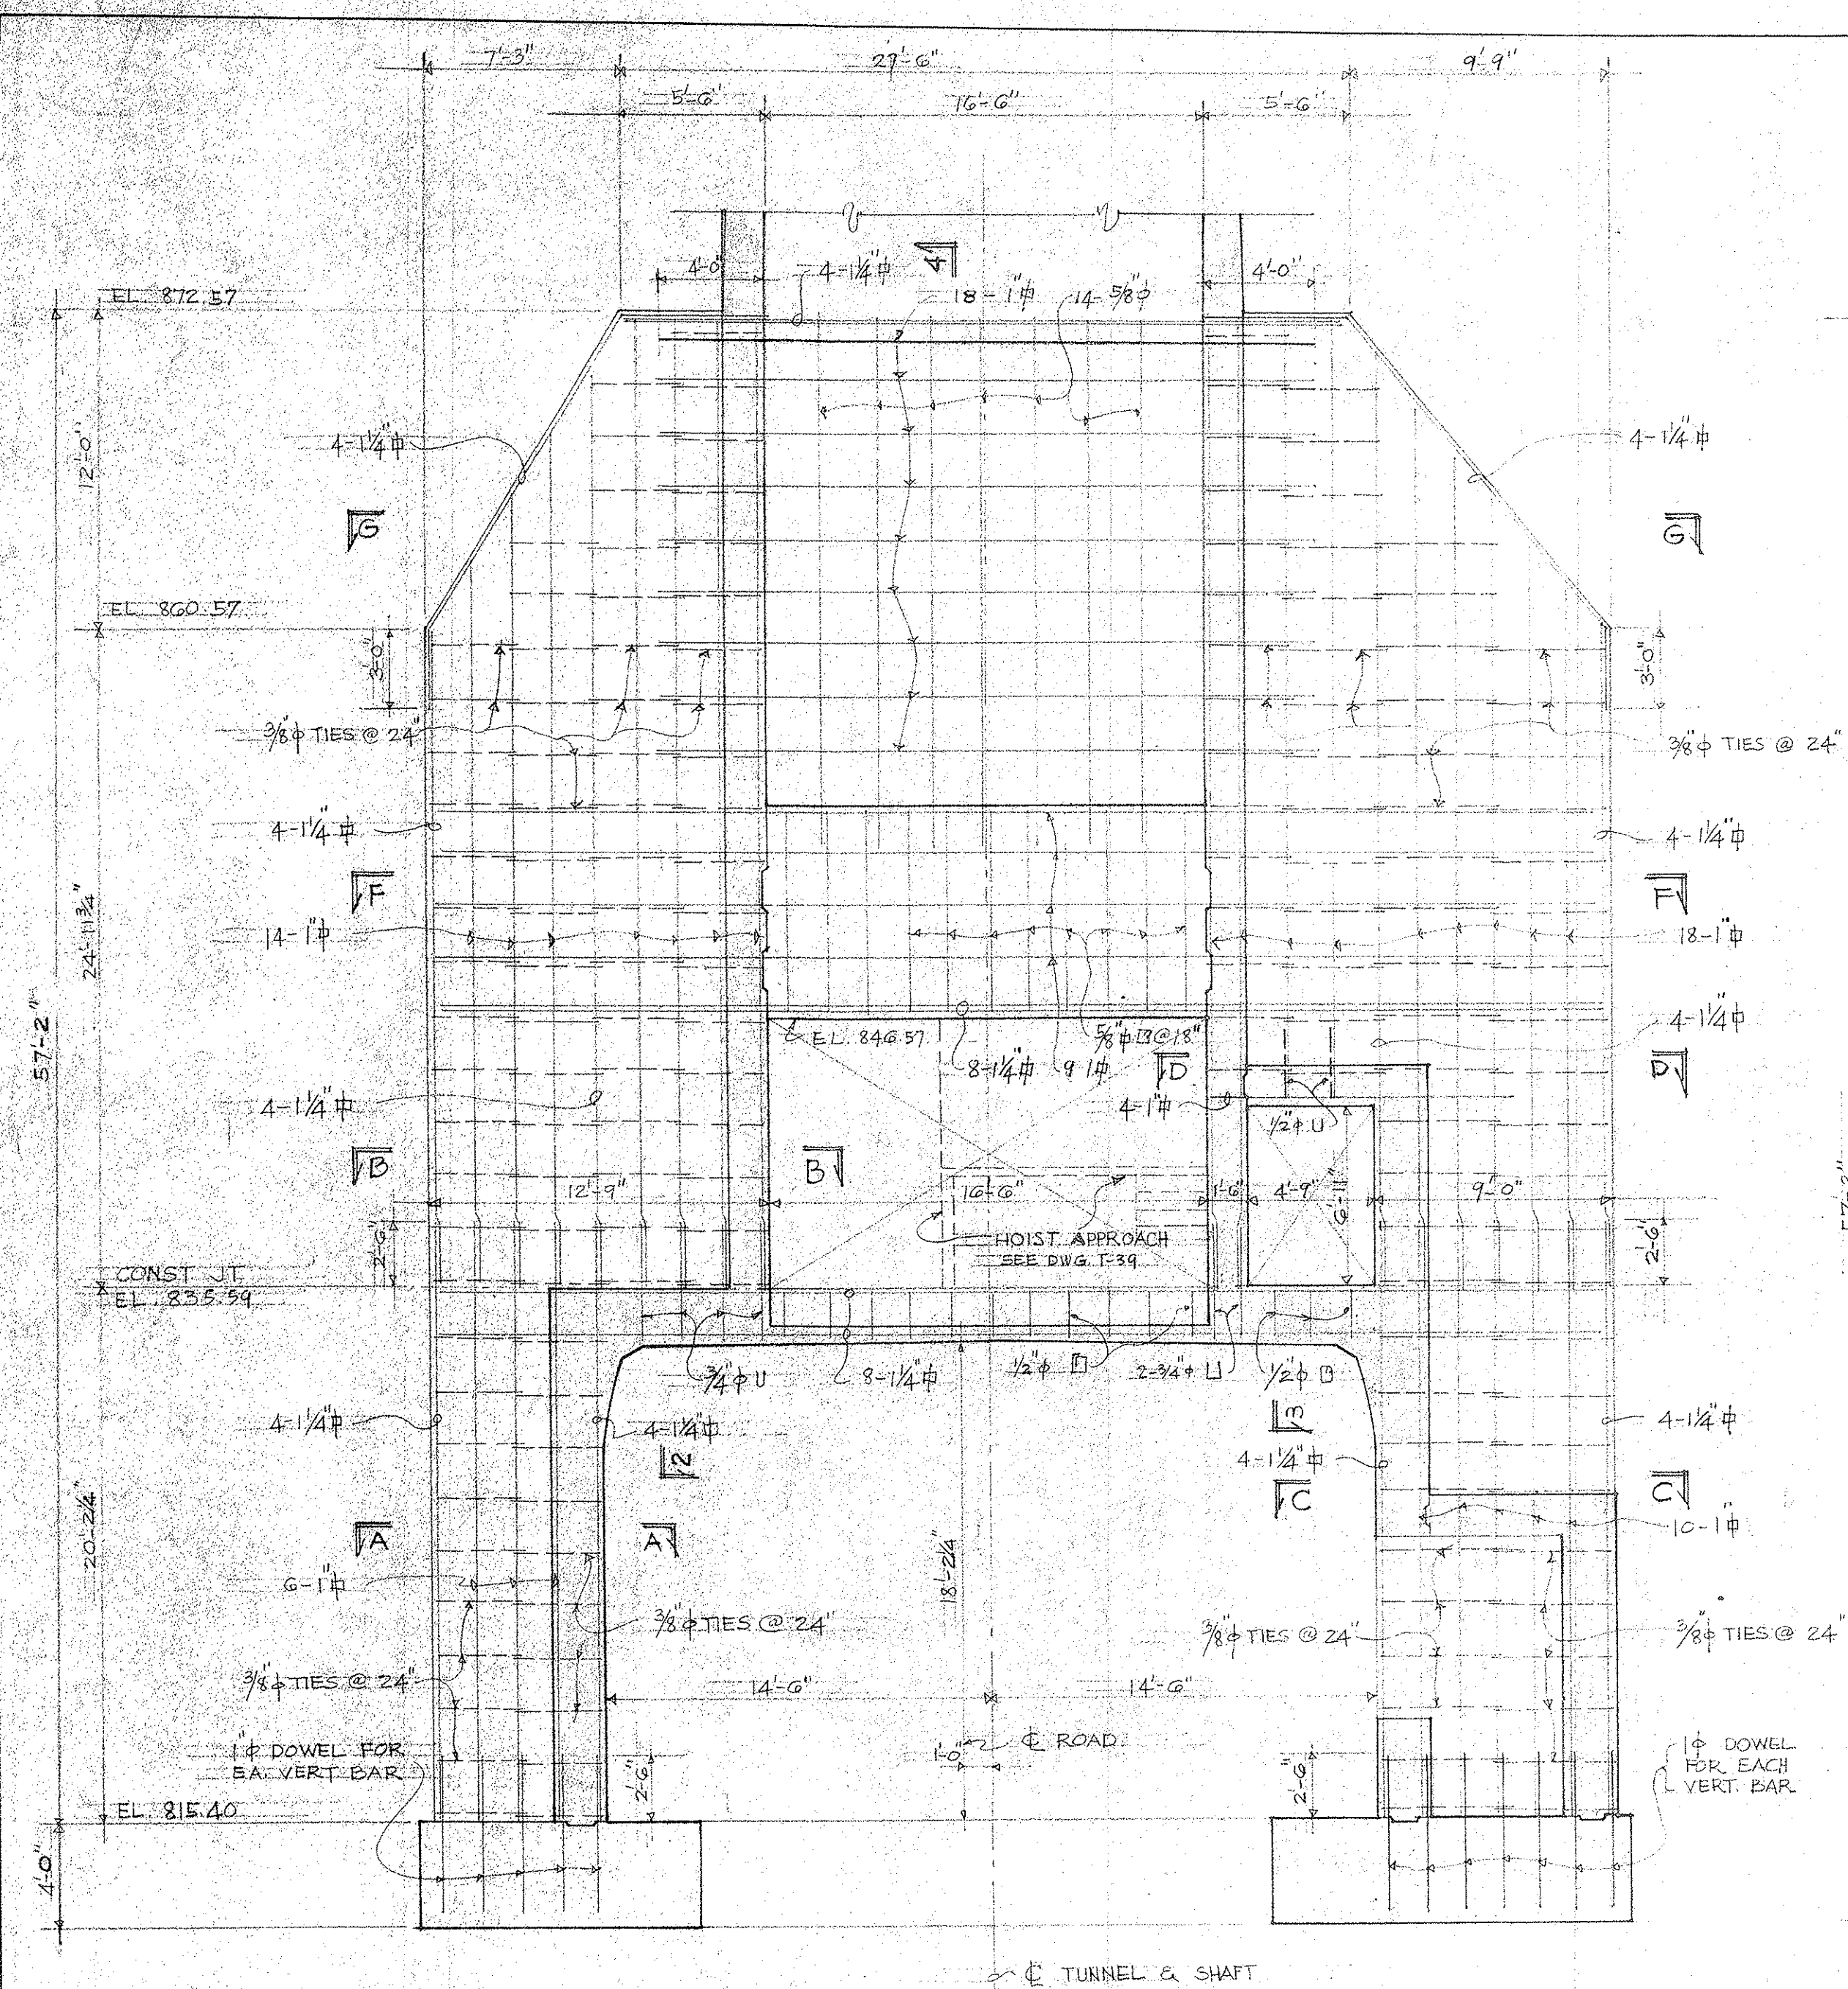 7'-3" 27'-6" 9'-9"
5'-6" 16'-6" 5'-6"
4'-0" 4-1¼"⌽ 4 4'-0"
EL. 872.57 18-1"⌽ 14-⅝"ϕ
12'-0" 4-1¼"⌽ 4-1¼"⌽
G G
EL. 860.57
3'-0" 3'-0"
⅜"ϕ TIES @ 24" ⅜"ϕ TIES @ 24"
4-1¼"⌽ 4-1¼"⌽
F F
24'-11¾" 14-1"⌽ 18-1"⌽
57'-2" 4-1¼"⌽
EL. 846.57 ⅝"ϕ @ 18"
8-1¼"⌽ 9 1⌽ D D
4-1¼"⌽ 4-1"⌽
½"ϕ U
B B
12'-9" 16'-6" 1'-6" 4'-9" 6'-11" 9'-0"
2'-6" 2'-6"
HOIST APPROACH
SEE DWG. T-39
CONST. JT.
EL. 835.59
¾"ϕ U 8-1¼"⌽ ½"ϕ 2-¾"ϕ ½"ϕ
4-1¼"⌽ 4-1¼"⌽ 3 4-1¼"⌽
2 4-1¼"⌽
C C
20'-2¼" A A 10-1"⌽
6-1"⌽ 18'-2¼"
⅜"ϕ TIES @ 24" ⅜"ϕ TIES @ 24" ⅜"ϕ TIES @ 24"
⅜"ϕ TIES @ 24" 14'-6" 14'-6"
1"ϕ DOWEL FOR
EA. VERT. BAR
2'-6" 1'-0" ℄ ROAD 2'-6"
1ϕ DOWEL
FOR EACH
VERT. BAR
EL. 815.40
4'-0"
℄ TUNNEL & SHAFT